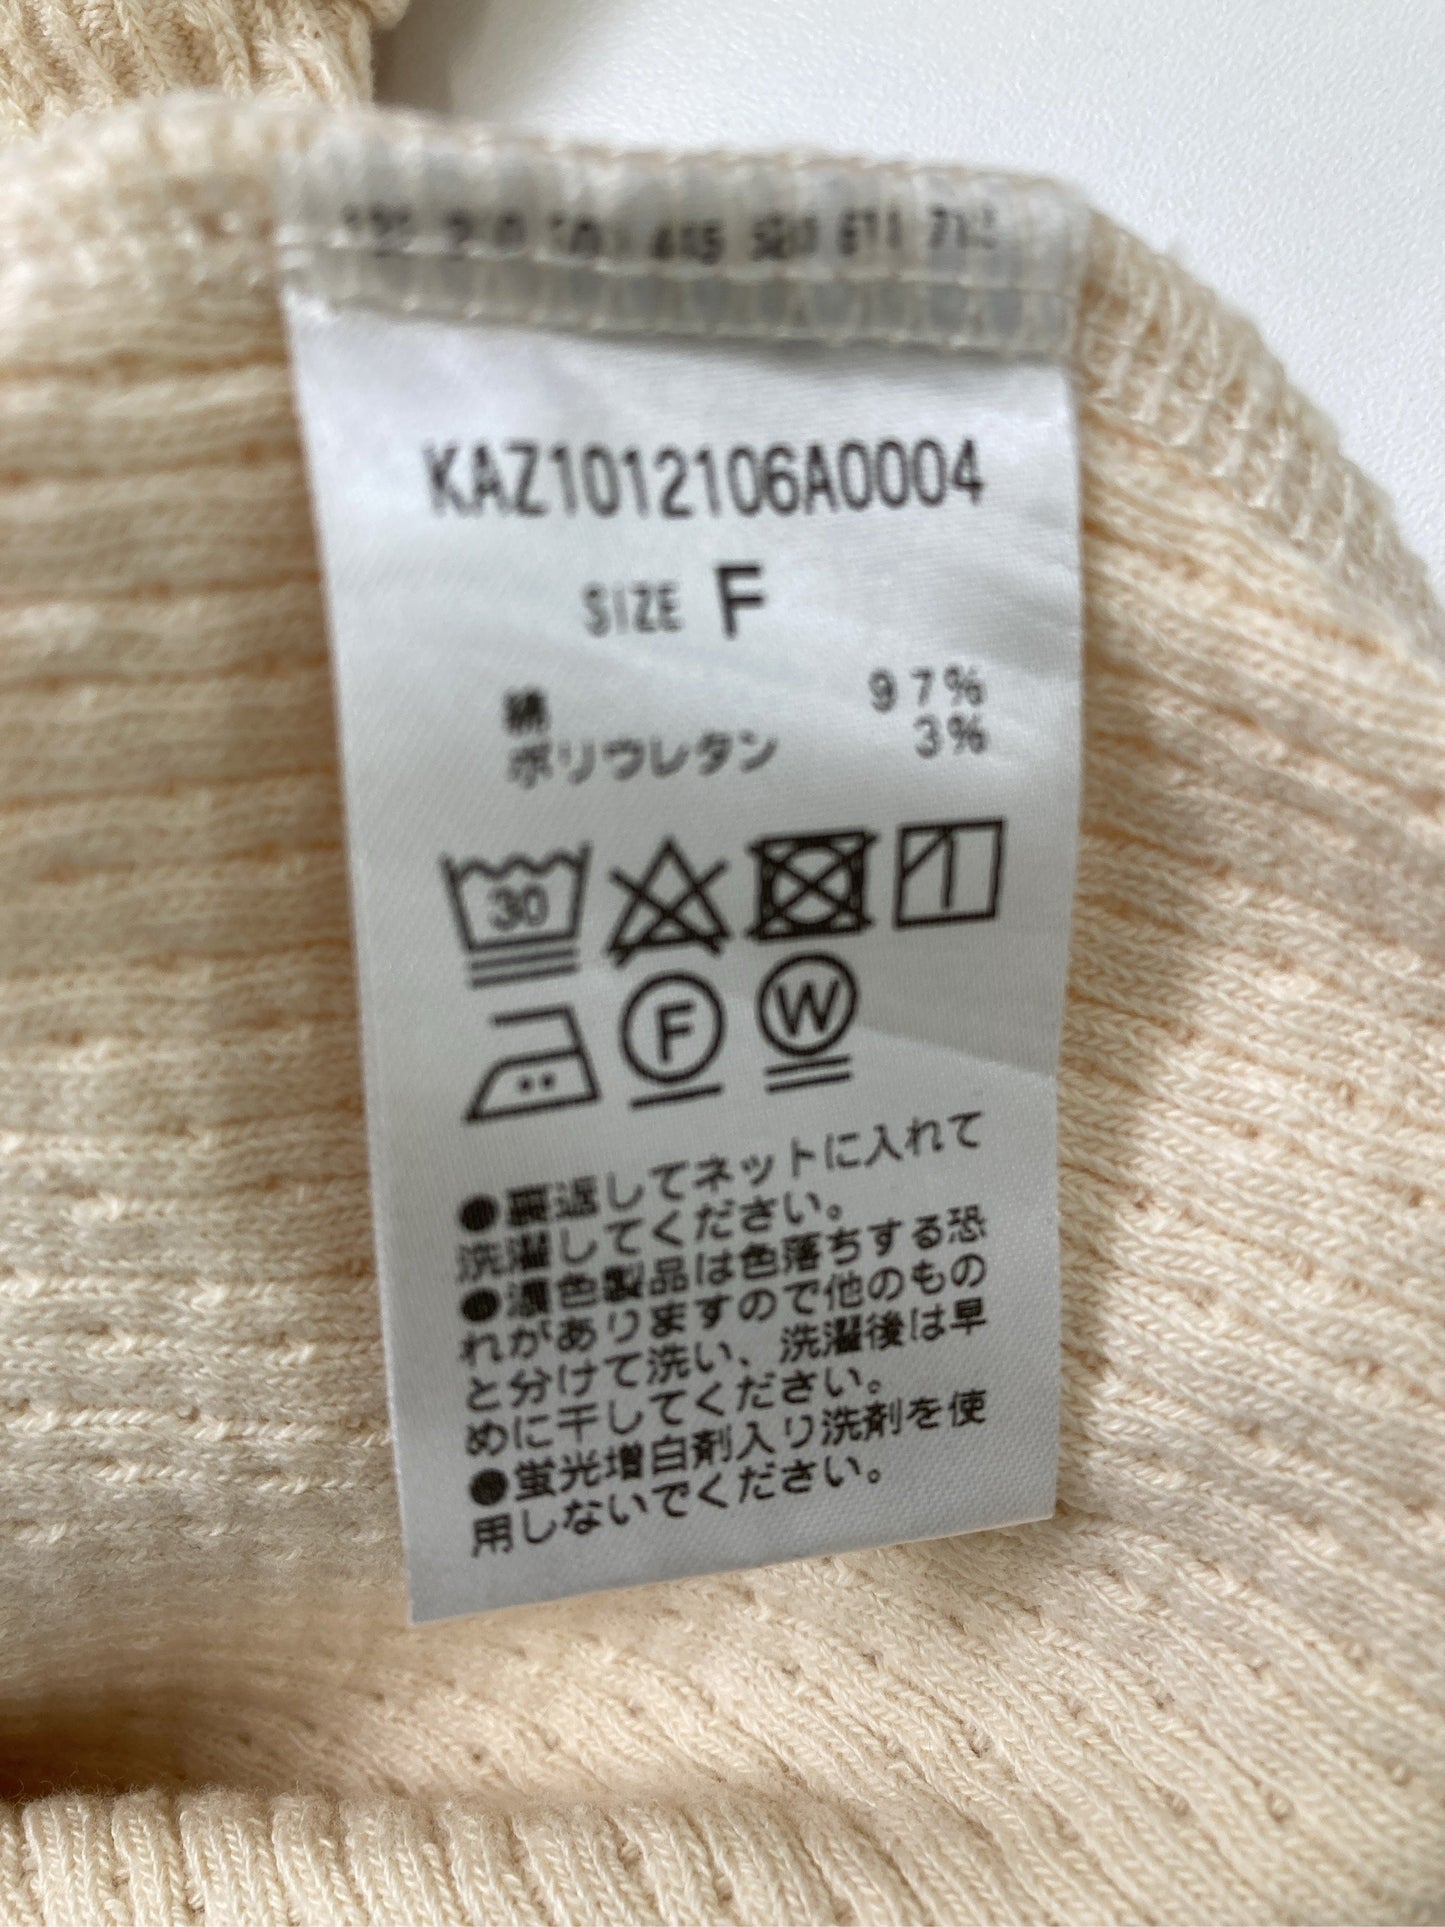 KAZ1012106A0004
SIZE F
綿 97%
ポリウレタン 3%
30
F W
●裏返してネットに入れて
洗濯してください。
●濃色製品は色落ちする恐
れがありますので他のもの
と分けて洗い、洗濯後は早
めに干してください。
●蛍光増白剤入り洗剤を使
用しないでください。